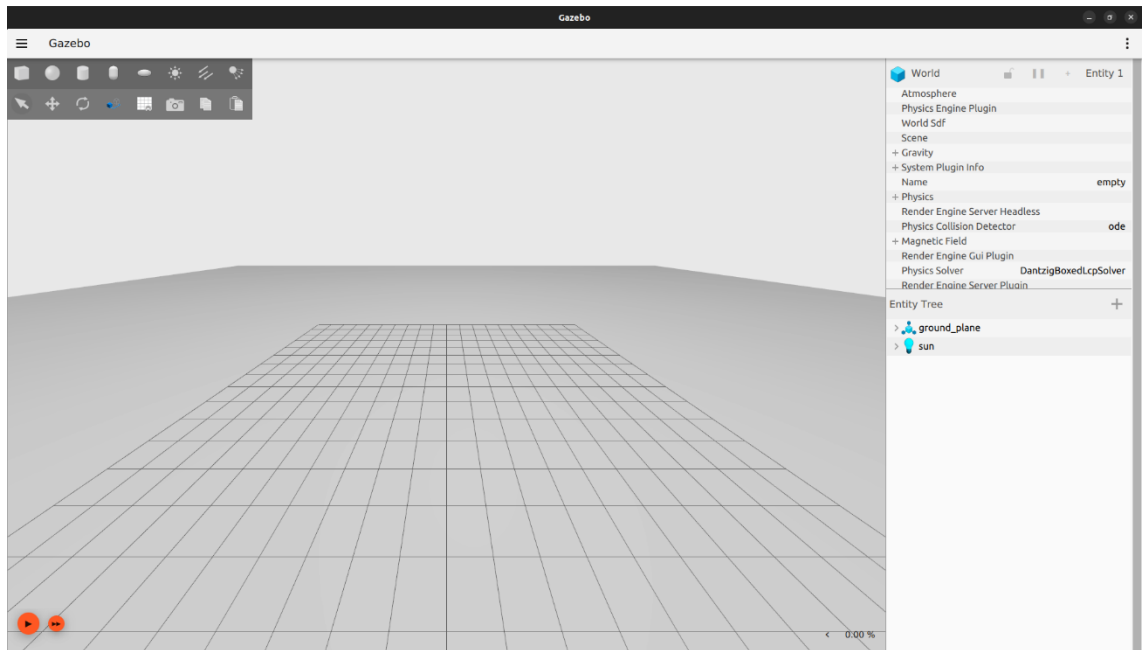 Gazebo
Gazebo
World Entity 1
Atmosphere
Physics Engine Plugin
World Sdf
Scene
+ Gravity
+ System Plugin Info
Name empty
+ Physics
Render Engine Server Headless
Physics Collision Detector ode
+ Magnetic Field
Render Engine Gui Plugin
Physics Solver DantzigBoxedLcpSolver
Render Engine Server Plugin
Entity Tree +
> ground_plane
> sun
< 0.00 %